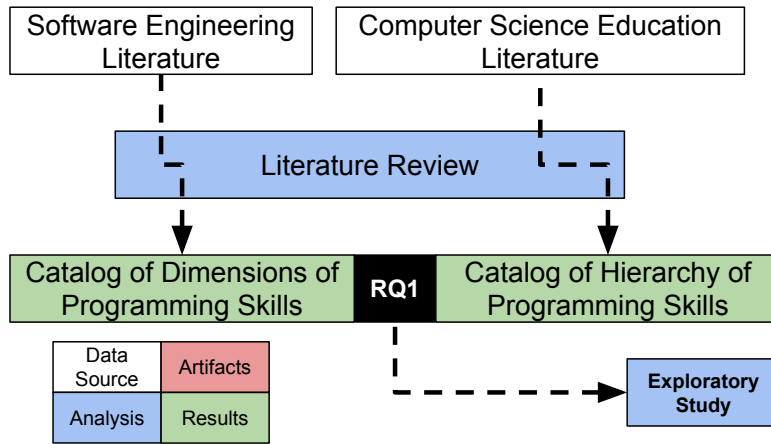 Software Engineering
Literature
Computer Science Education
Literature
Literature Review
Catalog of Dimensions of
Programming Skills
RQ1
Catalog of Hierarchy of
Programming Skills
Data
Source
Artifacts
Analysis
Results
Exploratory
Study